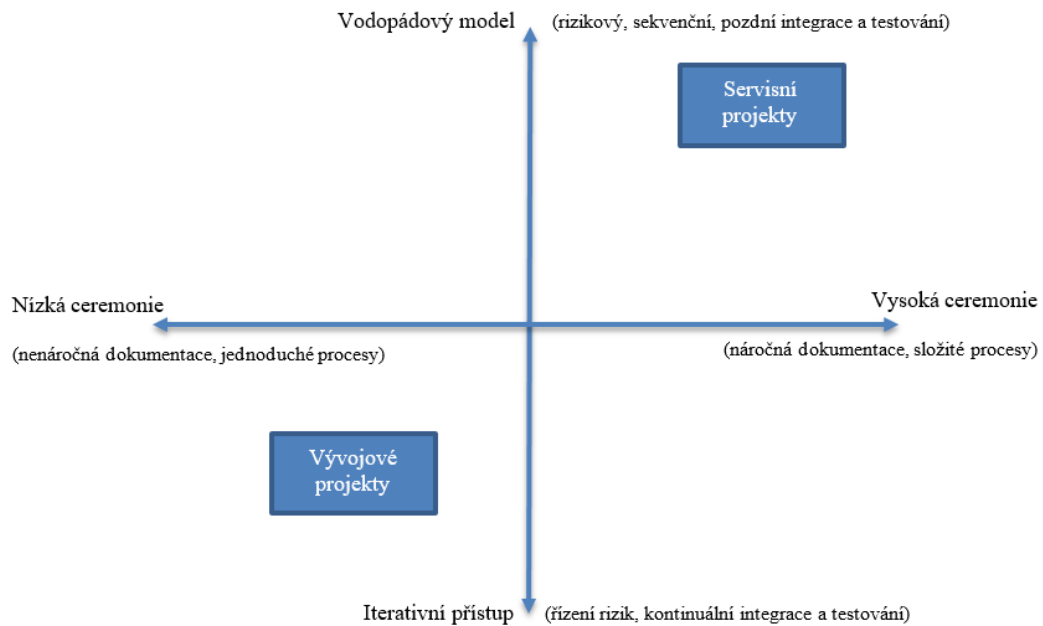 Vodopádový model
(rizikový, sekvenční, pozdní integrace a testování)
Servisní
projekty
Nízká ceremonie
Vysoká ceremonie
(nenáročná dokumentace, jednoduché procesy)
(náročná dokumentace, složité procesy)
Vývojové
projekty
Iterativní přístup
(řízení rizik, kontinuální integrace a testování)